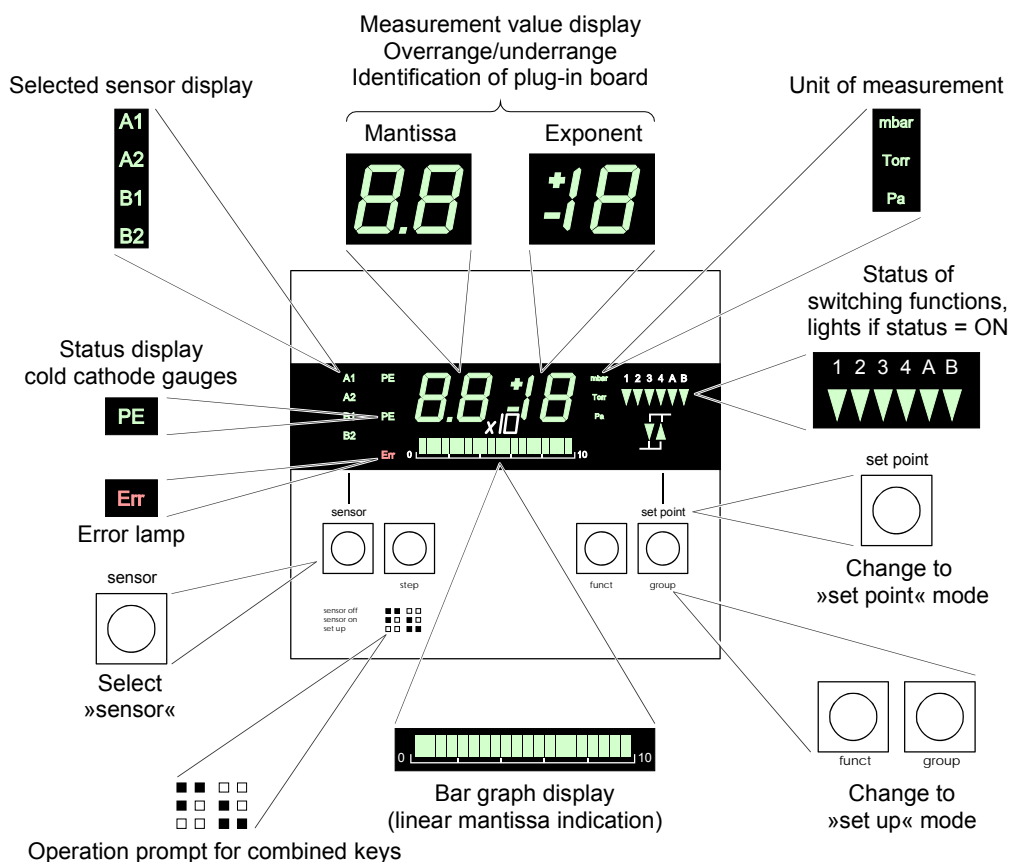 Measurement value display
Overrange/underrange
Identification of plug-in board
Selected sensor display
Unit of measurement
Mantissa
Exponent
A1
A2
B1
B2
8.8
+
-18
mbar
Torr
Pa
Status of
switching functions,
lights if status = ON
1 2 3 4 A B
Status display
cold cathode gauges
PE
Err
Error lamp
A1 PE
A2
B1 PE
B2
Err
8.8
+
-18
x10
0 10
mbar
Torr
Pa
1 2 3 4 A B
sensor
set point
step
funct
group
sensor off
sensor on
set up
set point
Change to
»set point« mode
sensor
Select
»sensor«
0 10
Bar graph display
(linear mantissa indication)
funct group
Change to
»set up« mode
Operation prompt for combined keys